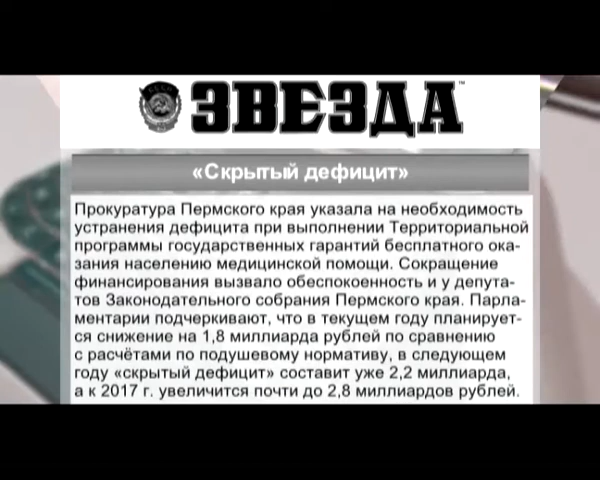 ЗВЕЗДА™
«Скрытый дефицит»
Прокуратура Пермского края указала на необходимость
устранения дефицита при выполнении Территориальной
программы государственных гарантий бесплатного ока-
зания населению медицинской помощи. Сокращение
финансирования вызвало обеспокоенность и у депута-
тов Законодательного собрания Пермского края. Парла-
ментарии подчеркивают, что в текущем году планирует-
ся снижение на 1,8 миллиарда рублей по сравнению
с расчётами по подушевому нормативу, в следующем
году «скрытый дефицит» составит уже 2,2 миллиарда,
а к 2017 г. увеличится почти до 2,8 миллиардов рублей.